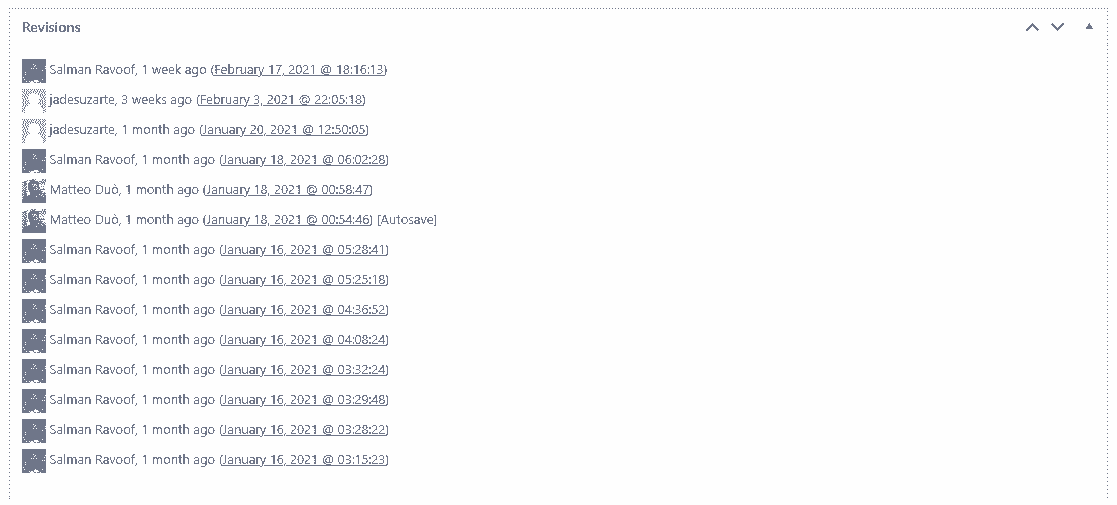 Revisions
Salman Ravoof, 1 week ago (February 17, 2021 @ 18:16:13)
jadesuzarte, 3 weeks ago (February 3, 2021 @ 22:05:18)
jadesuzarte, 1 month ago (January 20, 2021 @ 12:50:05)
Salman Ravoof, 1 month ago (January 18, 2021 @ 06:02:28)
Matteo Duò, 1 month ago (January 18, 2021 @ 00:58:47)
Matteo Duò, 1 month ago (January 18, 2021 @ 00:54:46) [Autosave]
Salman Ravoof, 1 month ago (January 16, 2021 @ 05:28:41)
Salman Ravoof, 1 month ago (January 16, 2021 @ 05:25:18)
Salman Ravoof, 1 month ago (January 16, 2021 @ 04:36:52)
Salman Ravoof, 1 month ago (January 16, 2021 @ 04:08:24)
Salman Ravoof, 1 month ago (January 16, 2021 @ 03:32:24)
Salman Ravoof, 1 month ago (January 16, 2021 @ 03:29:48)
Salman Ravoof, 1 month ago (January 16, 2021 @ 03:28:22)
Salman Ravoof, 1 month ago (January 16, 2021 @ 03:15:23)